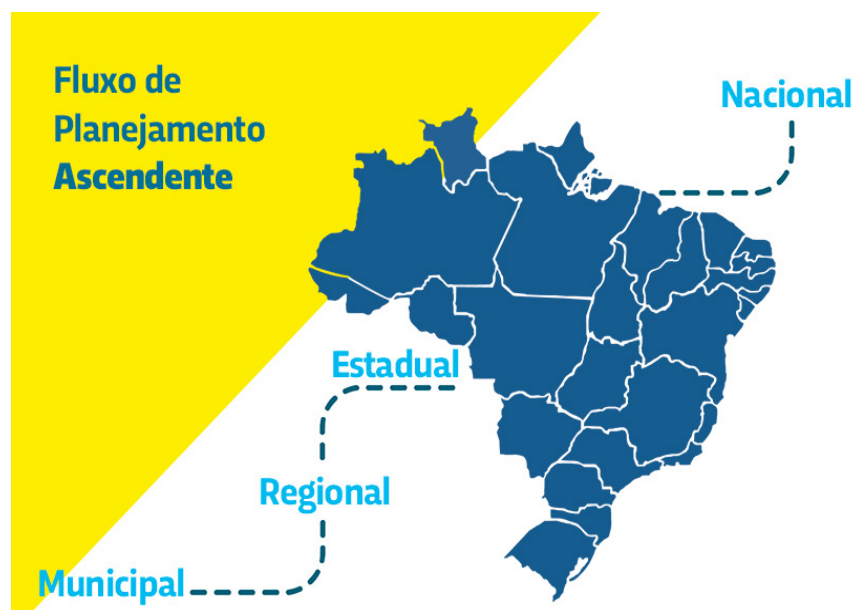 Fluxo de
Planejamento
Ascendente
Nacional
Estadual
Regional
Municipal